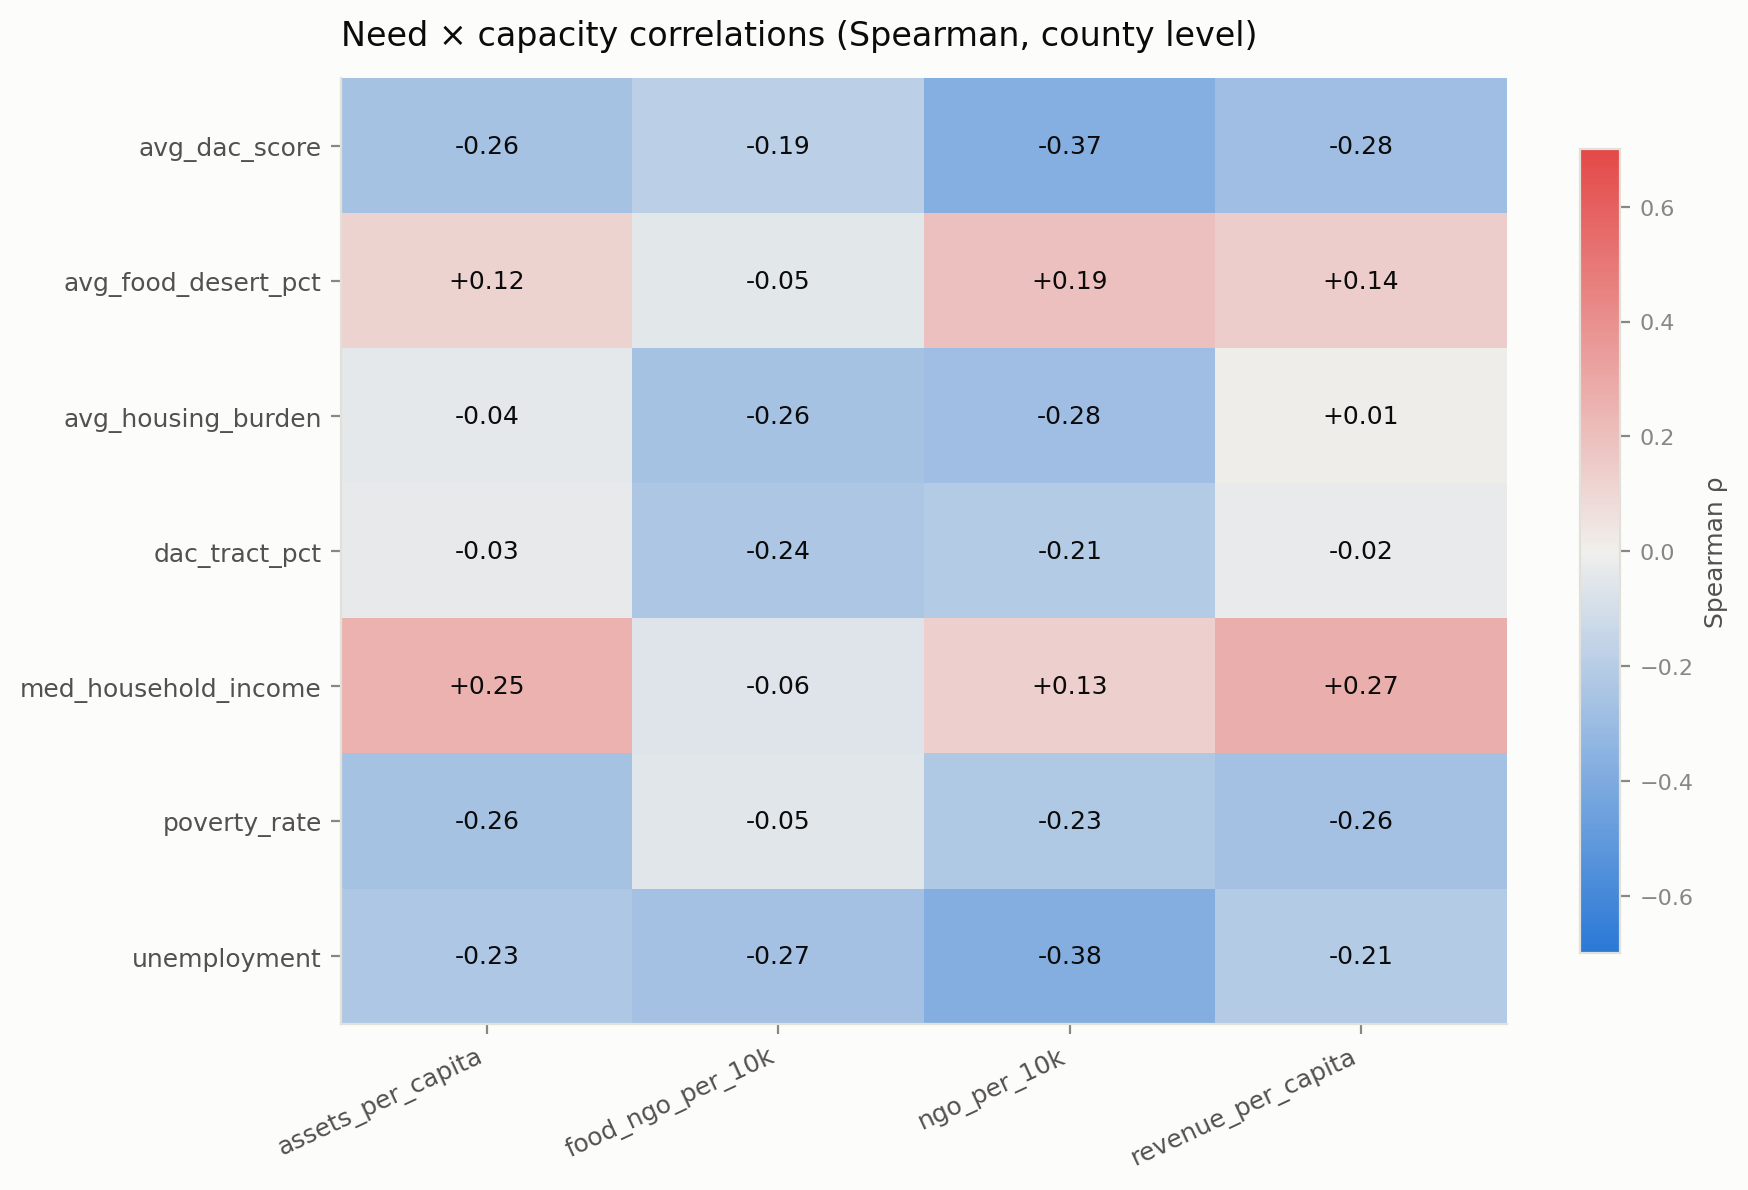 Need × capacity correlations (Spearman, county level)
avg_dac_score -0.26 -0.19 -0.37 -0.28
avg_food_desert_pct +0.12 -0.05 +0.19 +0.14
avg_housing_burden -0.04 -0.26 -0.28 +0.01
dac_tract_pct -0.03 -0.24 -0.21 -0.02
med_household_income +0.25 -0.06 +0.13 +0.27
poverty_rate -0.26 -0.05 -0.23 -0.26
unemployment -0.23 -0.27 -0.38 -0.21
assets_per_capita food_ngo_per_10k ngo_per_10k revenue_per_capita
0.6
0.4
0.2
0.0
−0.2
−0.4
−0.6
Spearman ρ